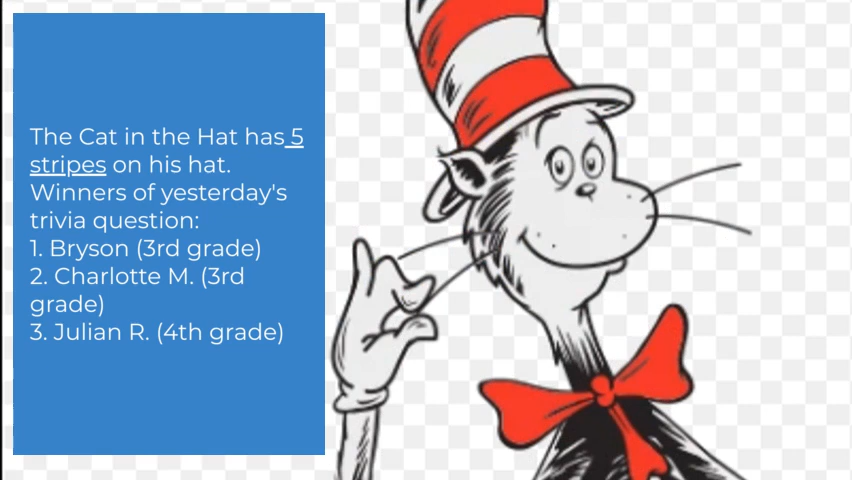 The Cat in the Hat has 5
stripes on his hat.
Winners of yesterday's
trivia question:
1. Bryson (3rd grade)
2. Charlotte M. (3rd
grade)
3. Julian R. (4th grade)